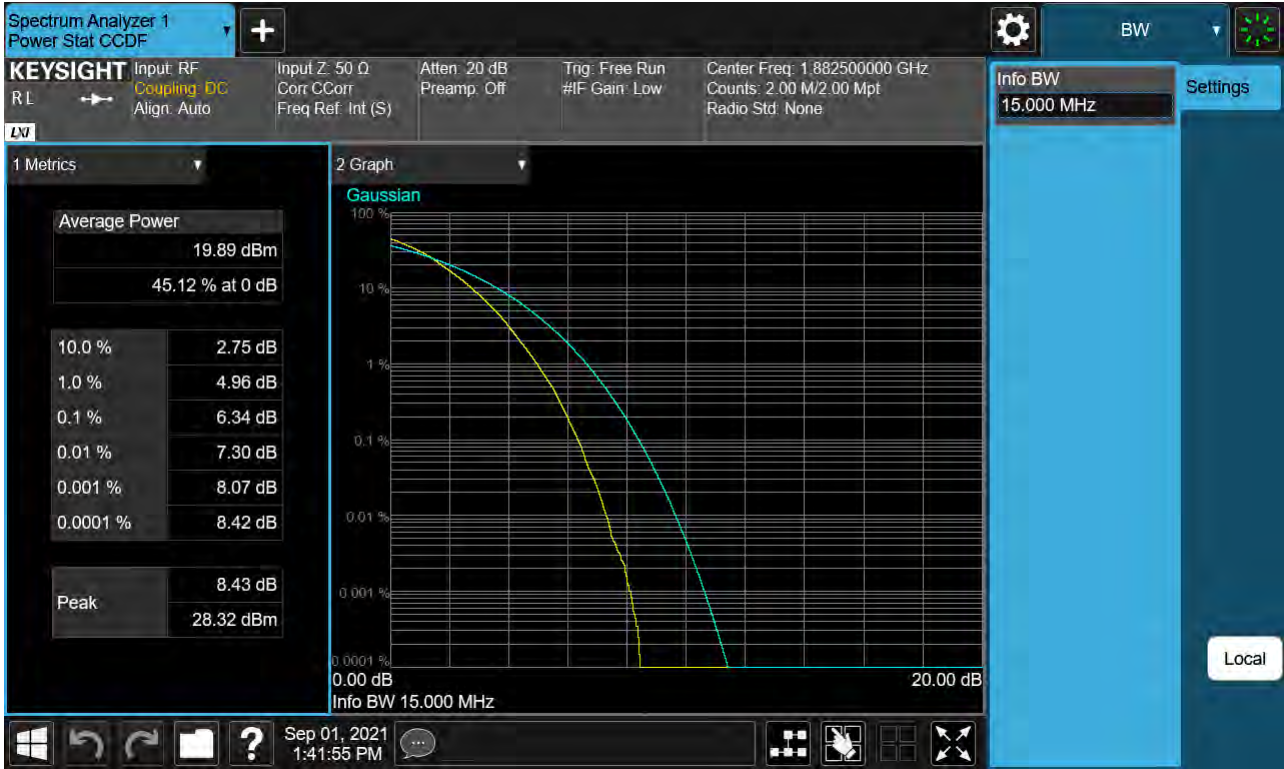 Spectrum Analyzer 1
Power Stat CCDF
+
BW
KEYSIGHT
R L
LXI
Input: RF
Coupling: DC
Align: Auto
Input Z: 50 Ω
Corr CCorr
Freq Ref: Int (S)
Atten: 20 dB
Preamp: Off
Trig: Free Run
#IF Gain: Low
Center Freq: 1.882500000 GHz
Counts: 2.00 M/2.00 Mpt
Radio Std: None
Info BW
15.000 MHz
Settings
1 Metrics
Average Power
19.89 dBm
45.12 % at 0 dB
10.0 % 2.75 dB
1.0 % 4.96 dB
0.1 % 6.34 dB
0.01 % 7.30 dB
0.001 % 8.07 dB
0.0001 % 8.42 dB
Peak
8.43 dB
28.32 dBm
2 Graph
Gaussian
100 %
10 %
1 %
0.1 %
0.01 %
0.001 %
0.0001 %
0.00 dB 20.00 dB
Info BW 15.000 MHz
Local
?
Sep 01, 2021
1:41:55 PM